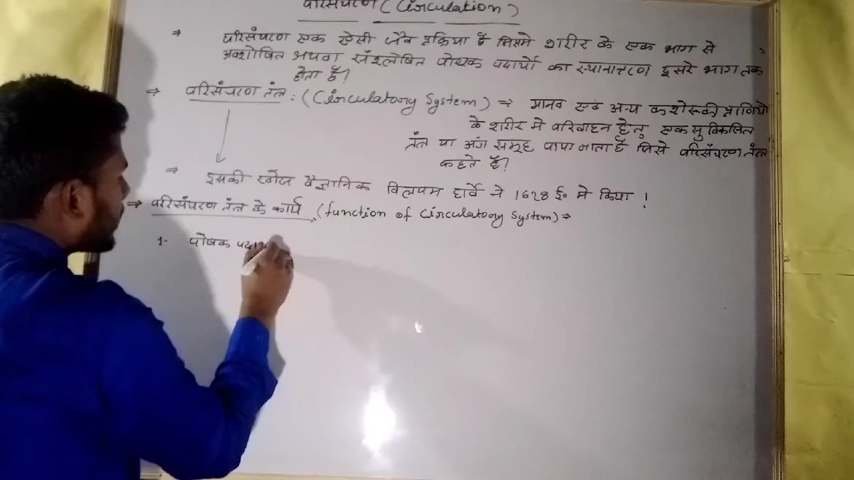 परिसंचरण (Circulation)
⇒ परिसंचरण एक ऐसी जैव प्रक्रिया है जिसमे शरीर के एक भाग से
अवशोषित अथवा संश्लेषित पोषक पदार्थो का स्थानान्तरण दुसरे भाग तक
होता है।
⇒ परिसंचरण तंत्र : (Circulatory System) ⇒ मानव एवं अन्य कशेरुकी प्राणियो
के शरीर मे परिवाहन हेतु एक सुविकसित
तंत्र या अंग समूह पाया जाता है जिसे परिसंचरण तंत्र
कहते हैं?
⇒ इसकी खोज वैज्ञानिक विलियम हार्वे ने 1628 ई० मे किया !
⇒ परिसंचरण तंत्र के कार्य (function of Circulatory System) ⇒
1- पोषक